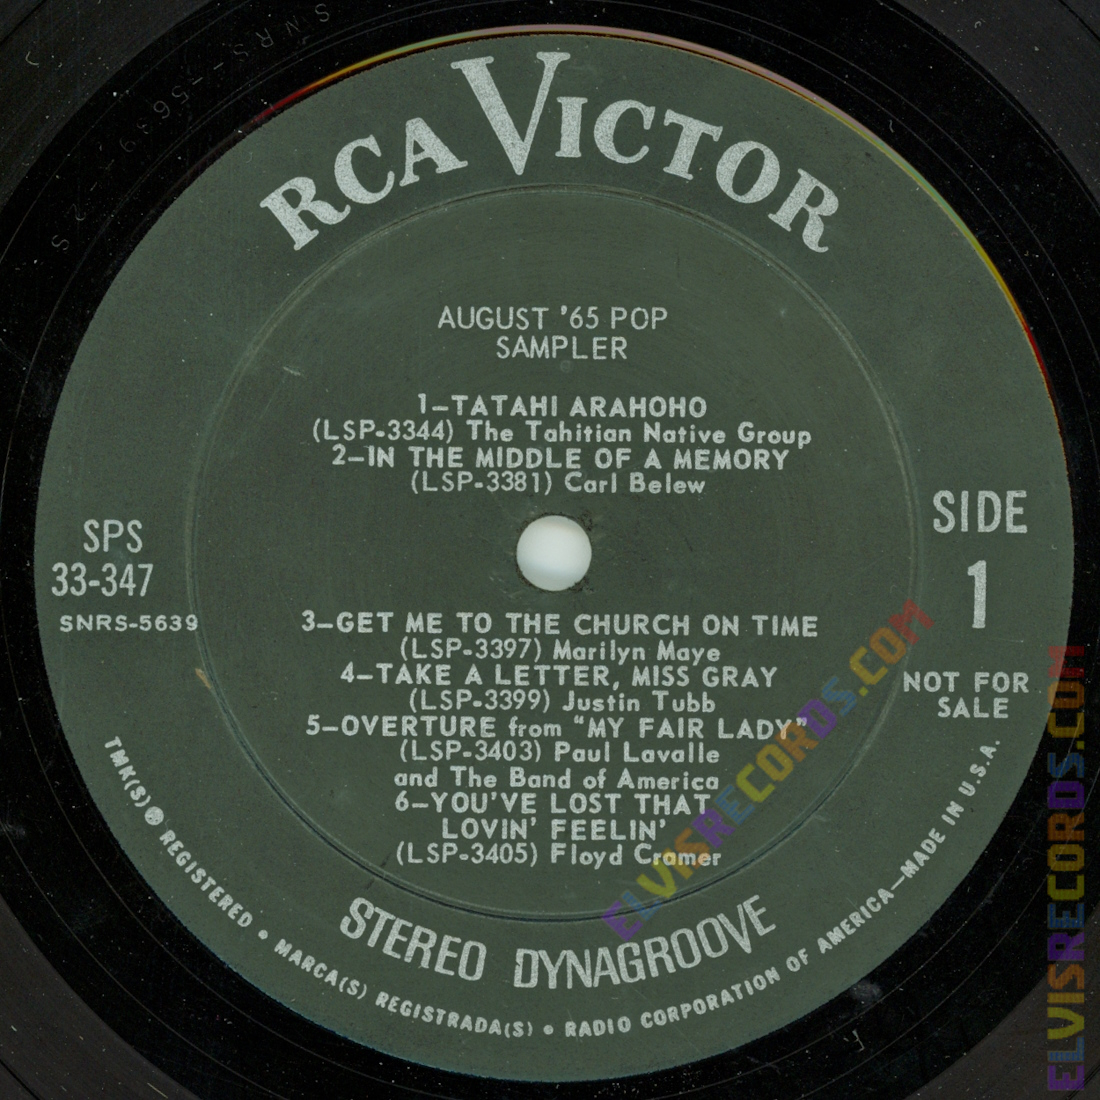 RCA VICTOR
AUGUST '65 POP
SAMPLER
1–TATAHI ARAHOHO
(LSP-3344) The Tahitian Native Group
2–IN THE MIDDLE OF A MEMORY
(LSP-3381) Carl Belew
SPS
33-347
SNRS-5639
SIDE
1
NOT FOR
SALE
3–GET ME TO THE CHURCH ON TIME
(LSP-3397) Marilyn Maye
4–TAKE A LETTER, MISS GRAY
(LSP-3399) Justin Tubb
5–OVERTURE from "MY FAIR LADY"
(LSP-3403) Paul Lavalle
and The Band of America
6–YOU'VE LOST THAT
LOVIN' FEELIN'
(LSP-3405) Floyd Cramer
STEREO DYNAGROOVE
TMK(S) ® REGISTERED • MARCA(S) REGISTRADA(S) • RADIO CORPORATION OF AMERICA—MADE IN U.S.A.
ELVISRECORDS.COM
ELVISRECORDS.COM